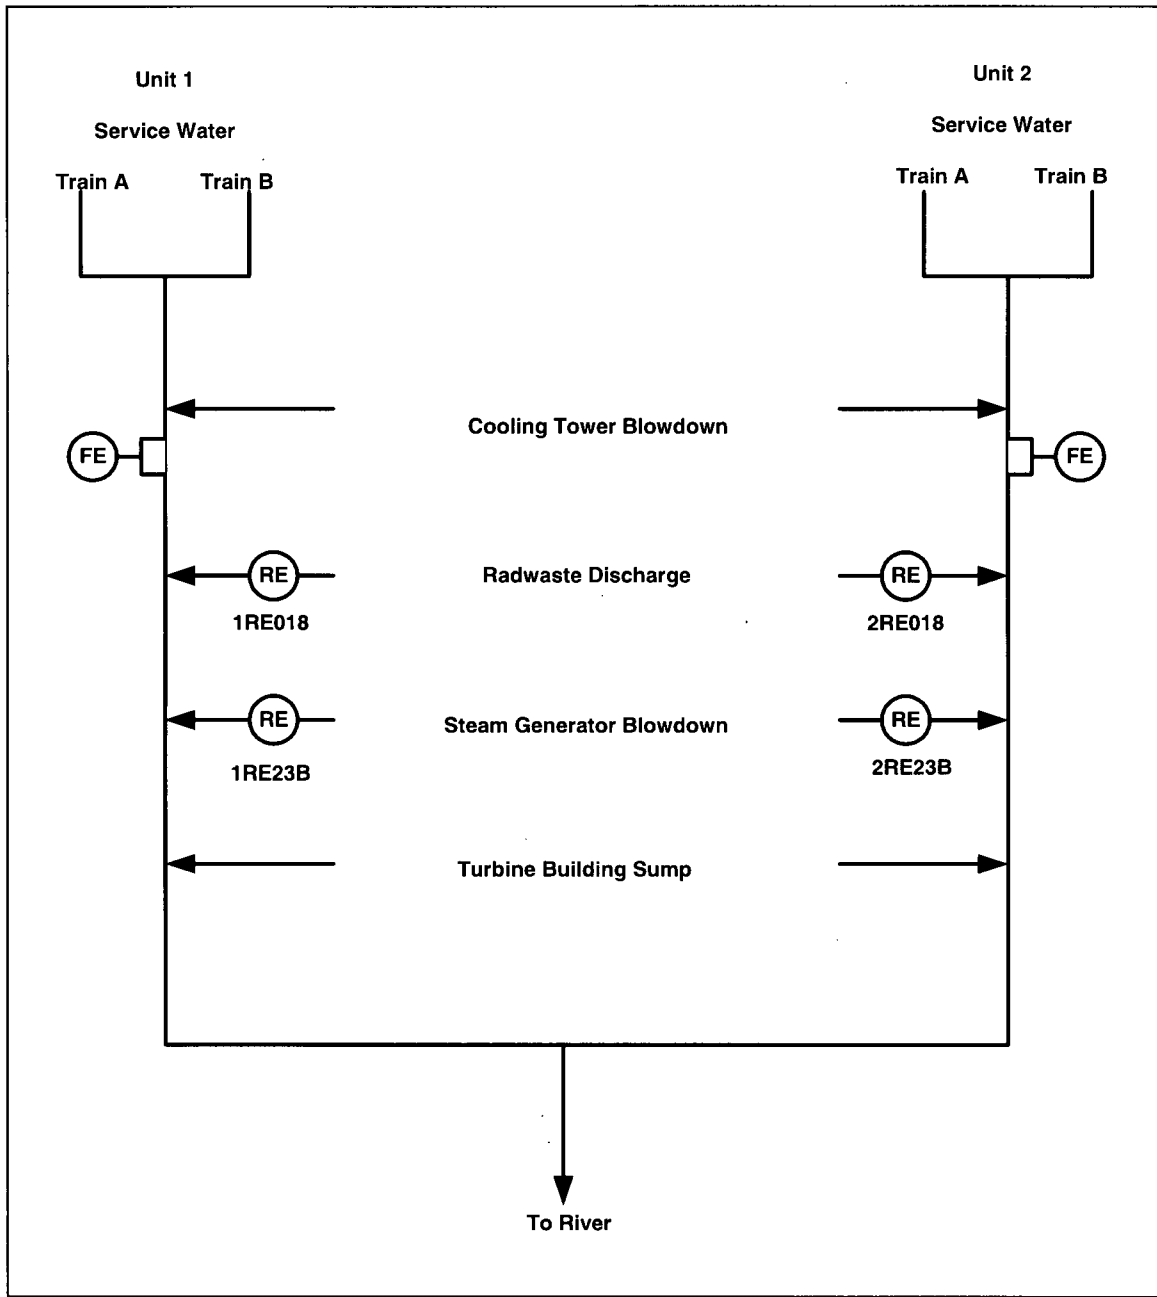 Unit 1
Unit 2
Service Water
Service Water
Train A Train B
Train A Train B
Cooling Tower Blowdown
FE
FE
RE
Radwaste Discharge
RE
1RE018
2RE018
RE
Steam Generator Blowdown
RE
1RE23B
2RE23B
Turbine Building Sump
To River